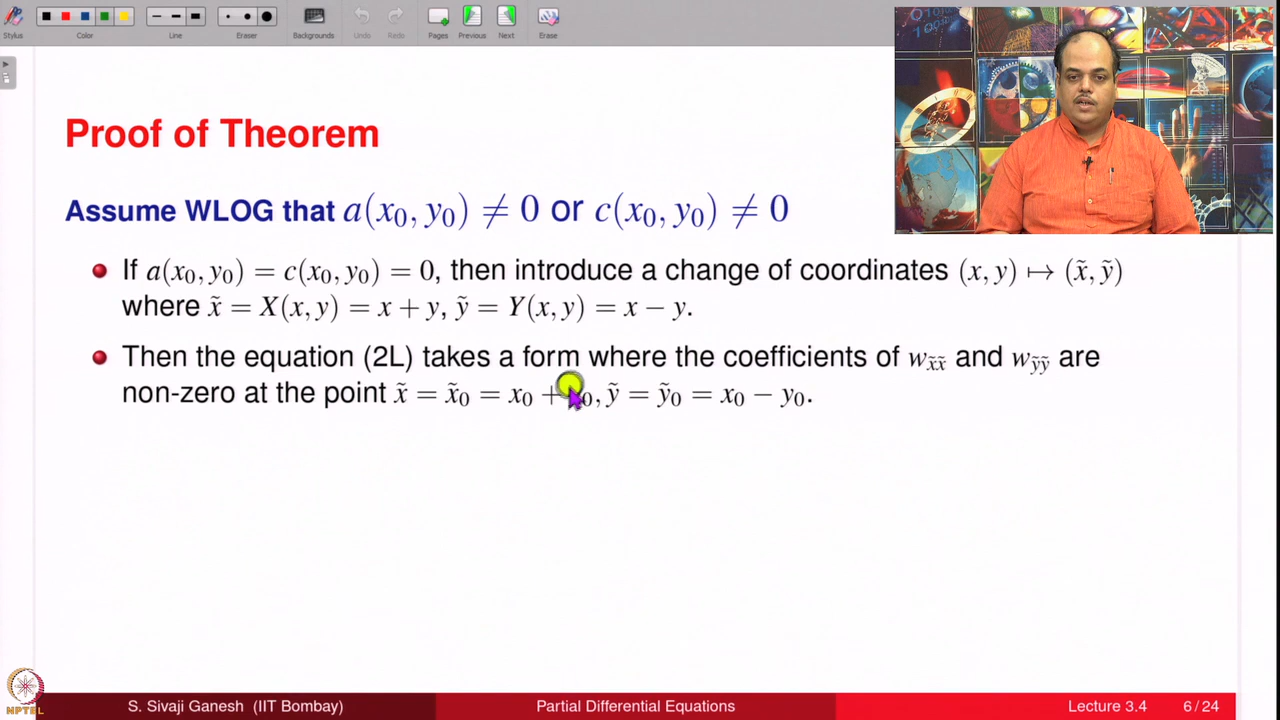 Stylus
Color
Line
Eraser
Backgrounds
Undo
Redo
Pages
Previous
Next
Erase
Proof of Theorem
Assume WLOG that a(x₀, y₀) ≠ 0 or c(x₀, y₀) ≠ 0
If a(x₀, y₀) = c(x₀, y₀) = 0, then introduce a change of coordinates (x, y) ↦ (x̃, ỹ)
where x̃ = X(x, y) = x + y, ỹ = Y(x, y) = x − y.
Then the equation (2L) takes a form where the coefficients of w_x̃x̃ and w_ỹỹ are
non-zero at the point x̃ = x̃₀ = x₀ + ₀, ỹ = ỹ₀ = x₀ − y₀.
NPTEL
S. Sivaji Ganesh (IIT Bombay)
Partial Differential Equations
Lecture 3.4
6 / 24